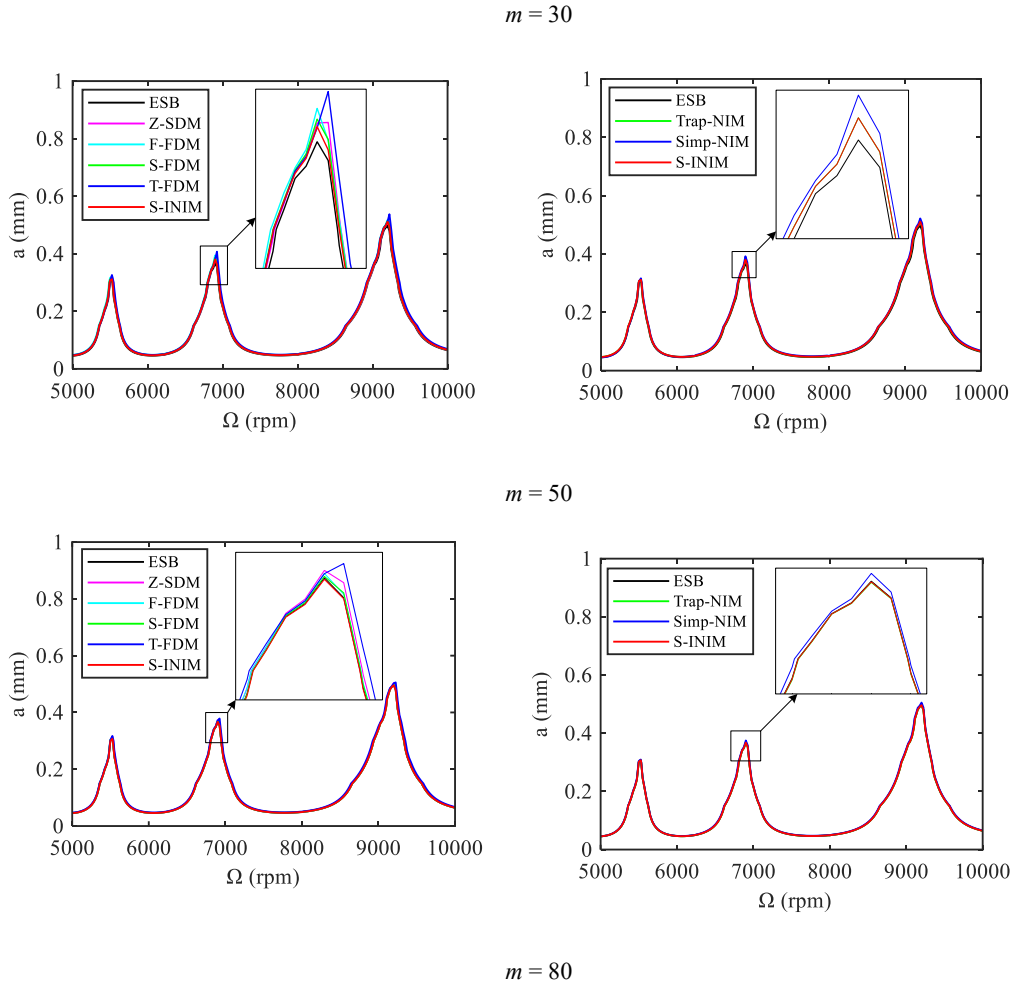 m = 30
1
0.8
0.6
0.4
0.2
0
a (mm)
ESB
Z-SDM
F-FDM
S-FDM
T-FDM
S-INIM
5000 6000 7000 8000 9000 10000
Ω (rpm)
1
0.8
0.6
0.4
0.2
0
a (mm)
ESB
Trap-NIM
Simp-NIM
S-INIM
5000 6000 7000 8000 9000 10000
Ω (rpm)
m = 50
1
0.8
0.6
0.4
0.2
0
a (mm)
ESB
Z-SDM
F-FDM
S-FDM
T-FDM
S-INIM
5000 6000 7000 8000 9000 10000
Ω (rpm)
1
0.8
0.6
0.4
0.2
0
a (mm)
ESB
Trap-NIM
Simp-NIM
S-INIM
5000 6000 7000 8000 9000 10000
Ω (rpm)
m = 80